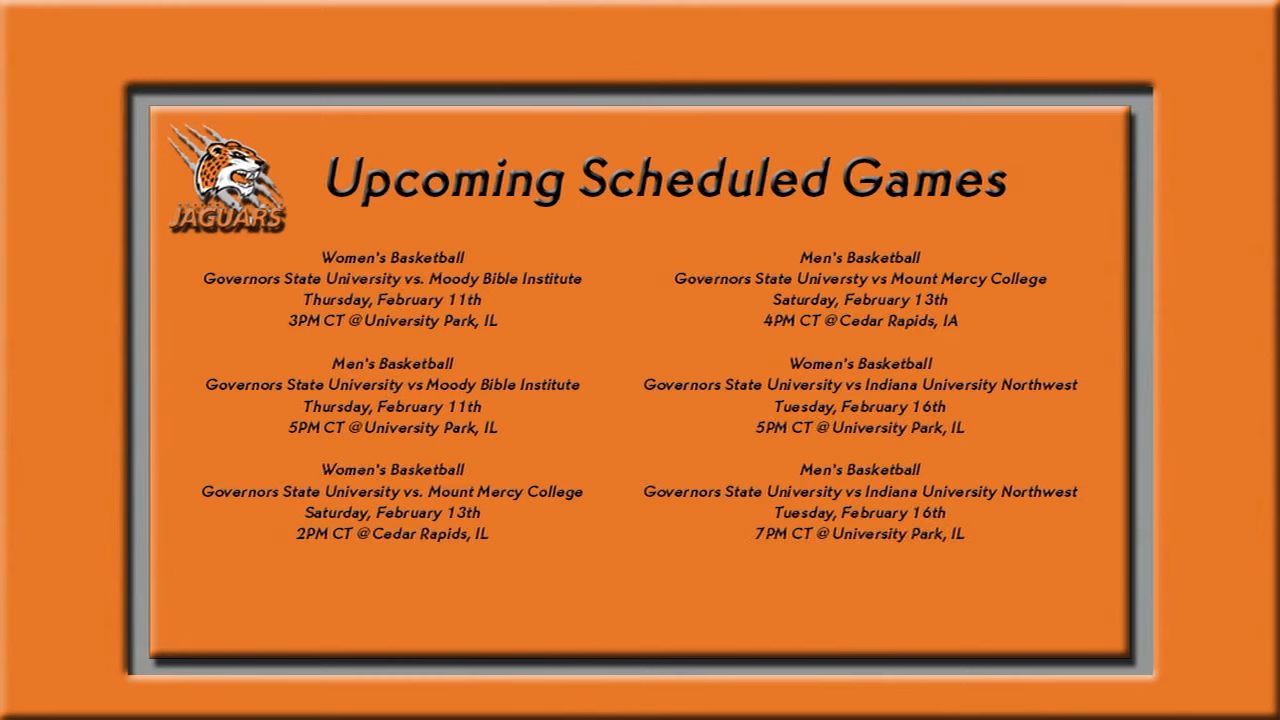 JAGUARS
Upcoming Scheduled Games
Women's Basketball
Governors State University vs. Moody Bible Institute
Thursday, February 11th
3PM CT @ University Park, IL
Men's Basketball
Governors State University vs Moody Bible Institute
Thursday, February 11th
5PM CT @ University Park, IL
Women's Basketball
Governors State University vs. Mount Mercy College
Saturday, February 13th
2PM CT @ Cedar Rapids, IL
Men's Basketball
Governors State Universty vs Mount Mercy College
Saturday, February 13th
4PM CT @ Cedar Rapids, IA
Women's Basketball
Governors State University vs Indiana University Northwest
Tuesday, February 16th
5PM CT @ University Park, IL
Men's Basketball
Governors State University vs Indiana University Northwest
Tuesday, February 16th
7PM CT @ University Park, IL